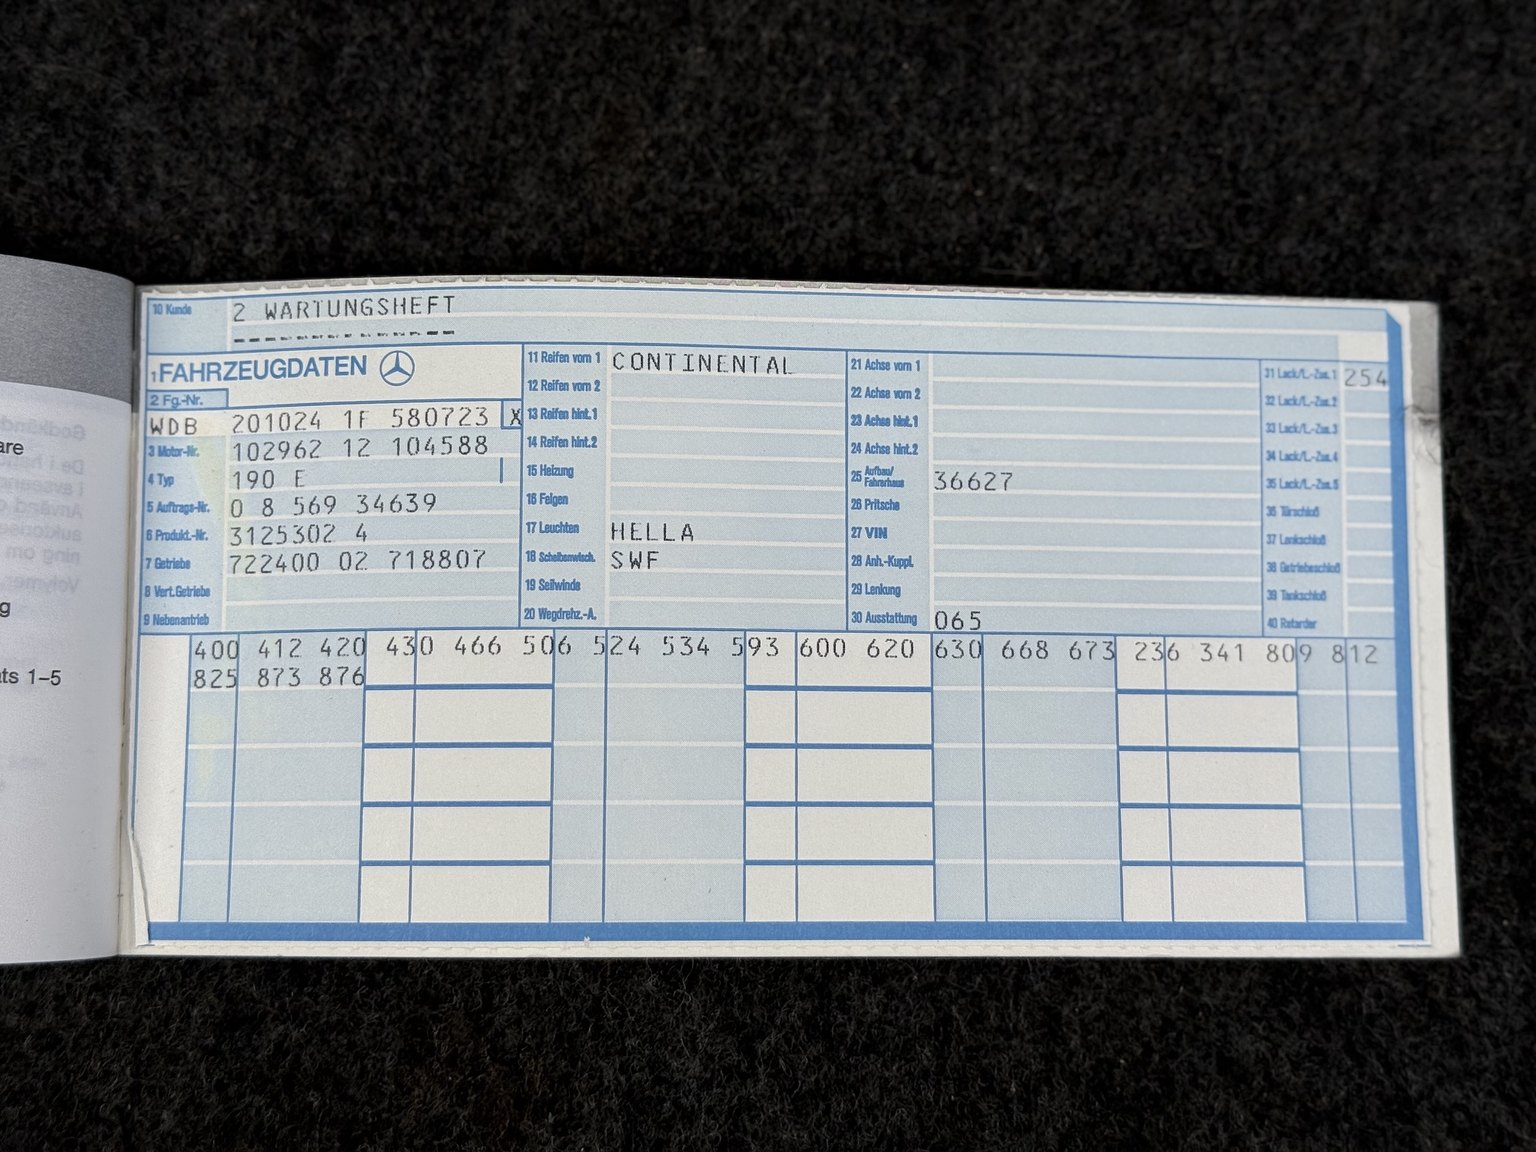 10 Kunde 2 WARTUNGSHEFT
1 FAHRZEUGDATEN
2 Fg.-Nr.
WDB 201024 1F 580723 X
3 Motor-Nr. 102962 12 104588
4 Typ 190 E
5 Auftrags-Nr. 0 8 569 34639
6 Produkt.-Nr. 3125302 4
7 Getriebe 722400 02 718807
8 Vert.Getriebe
9 Nebenantrieb
11 Reifen vorn 1 CONTINENTAL
12 Reifen vorn 2
13 Reifen hint.1
14 Reifen hint.2
15 Heizung
16 Felgen
17 Leuchten HELLA
18 Scheibenwisch. SWF
19 Seilwinde
20 Wegdrehz.-A.
21 Achse vorn 1
22 Achse vorn 2
23 Achse hint.1
24 Achse hint.2
25 Aufbau/ Fahrerhaus 36627
26 Pritsche
27 VIN
28 Anh.-Kuppl.
29 Lenkung
30 Ausstattung 065
31 Lack/L.-Zus.1 254
32 Lack/L.-Zus.2
33 Lack/L.-Zus.3
34 Lack/L.-Zus.4
35 Lack/L.-Zus.5
36 Türschloß
37 Lenkschloß
38 Getriebeschloß
39 Tankschloß
40 Retarder
400 412 420 430 466 506 524 534 593 600 620 630 668 673 236 341 809 812
825 873 876
are
g
ts 1–5